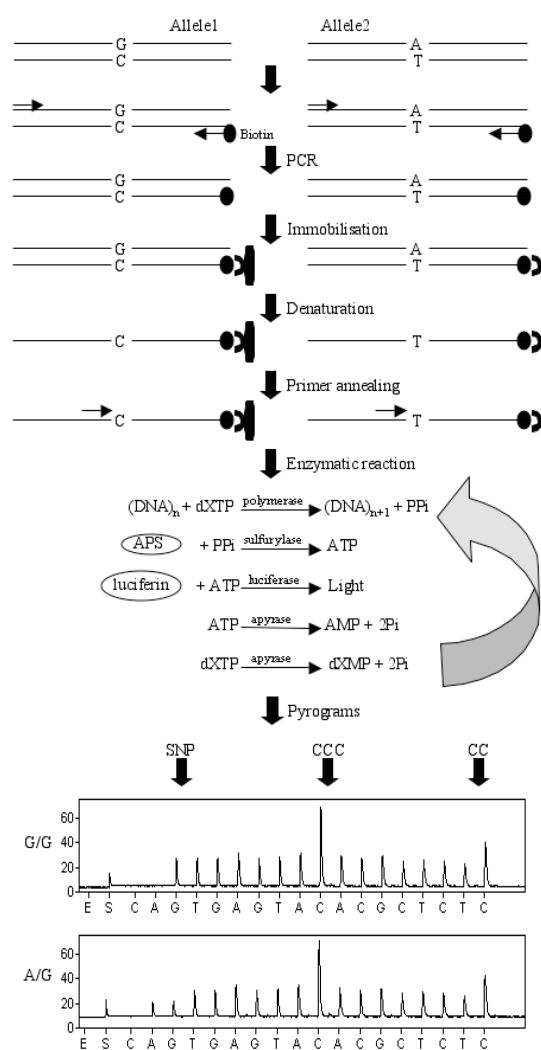 Allele1 Allele2
G A
C T
G A
C T
Biotin
PCR
G A
C T
Immobilisation
G A
C T
Denaturation
C T
Primer annealing
C T
Enzymatic reaction
(DNA)n + dXTP polymerase (DNA)n+1 + PPi
APS + PPi sulfurylase ATP
luciferin + ATP luciferase Light
ATP apyrase AMP + 2Pi
dXTP apyrase dXMP + 2Pi
Pyrograms
SNP CCC CC
G/G
60
40
20
0
E S C A G T G A G T A C A C G C T C T C
A/G
60
40
20
0
E S C A G T G A G T A C A C G C T C T C